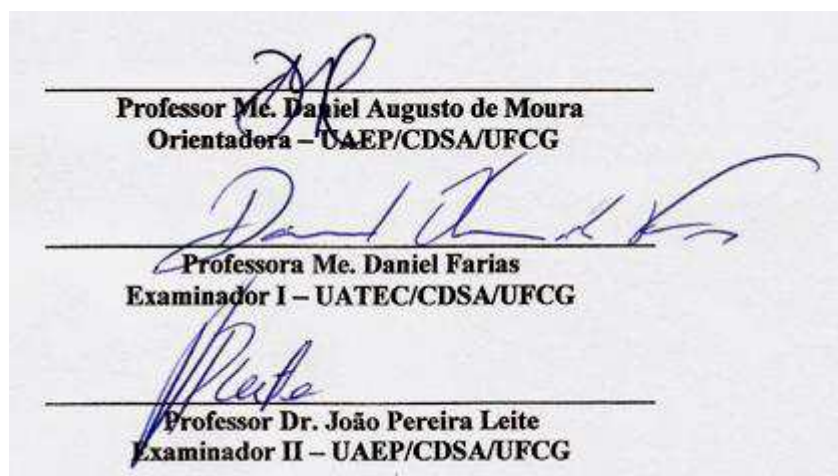 Professor Me. Daniel Augusto de Moura
Orientadora – UAEP/CDSA/UFCG
Professora Me. Daniel Farias
Examinador I – UATEC/CDSA/UFCG
Leite
Professor Dr. João Pereira Leite
Examinador II – UAEP/CDSA/UFCG